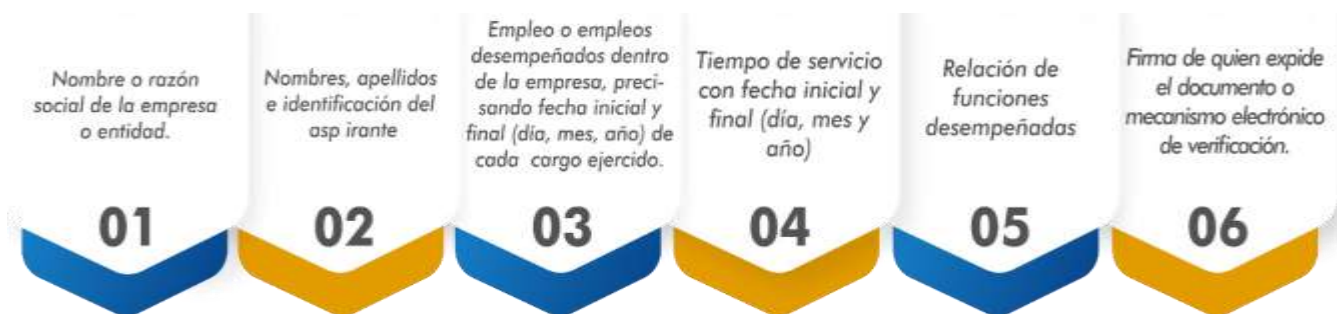 Nombre o razón
social de la empresa
o entidad.
01
Nombres, apellidos
e identificación del
asp irante
02
Empleo o empleos
desempeñados dentro
de la empresa, preci-
sando fecha inicial y
final (día, mes, año) de
cada cargo ejercido.
03
Tiempo de servicio
con fecha inicial y
final (día, mes y
año)
04
Relación de
funciones
desempeñadas
05
Firma de quien expide
el documento o
mecanismo electrónico
de verificación.
06